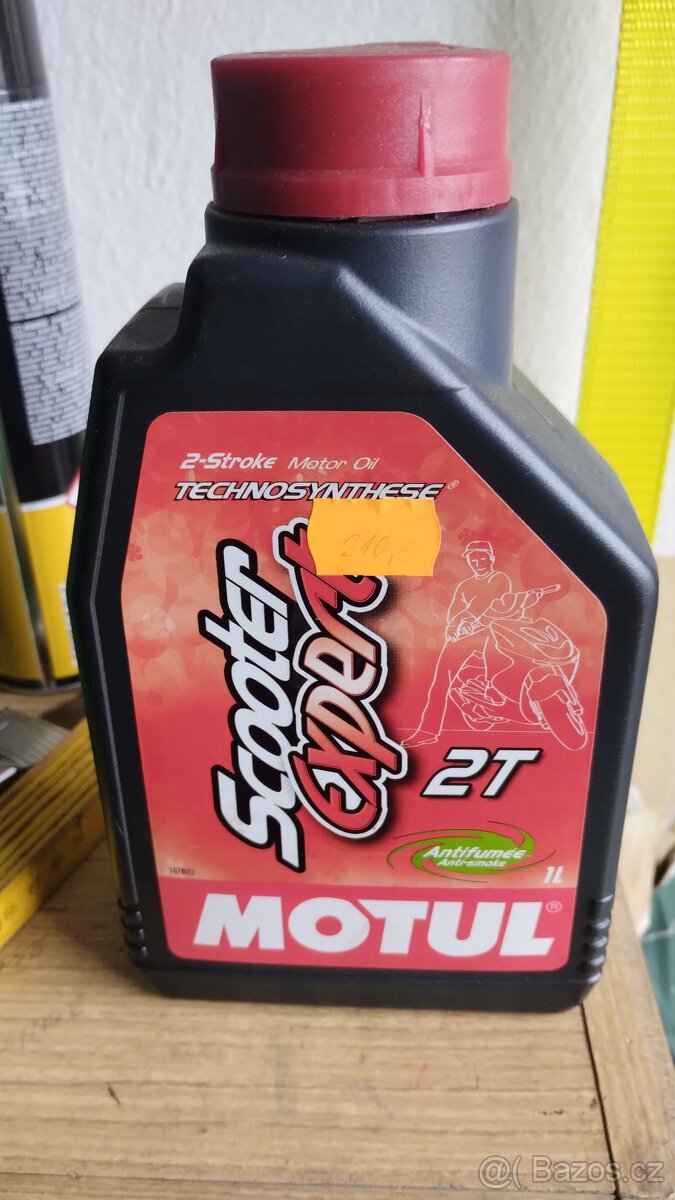 2-Stroke Motor Oil
TECHNOSYNTHESE®
210,-
Scooter
expert
2T
Antifumée
Anti-smoke
1L
MOTUL®
@( Bazos.cz